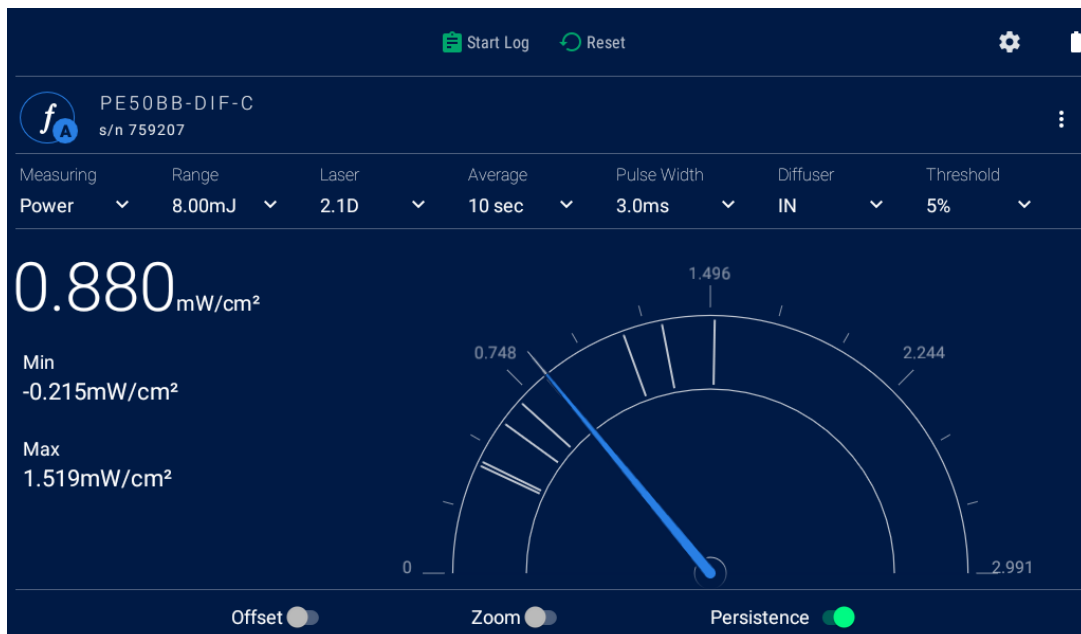 Start Log Reset
PE50BB-DIF-C
f A
s/n 759207
Measuring Range Laser Average Pulse Width Diffuser Threshold
Power 8.00mJ 2.1D 10 sec 3.0ms IN 5%
0.880mW/cm²
Min
-0.215mW/cm²
Max
1.519mW/cm²
0
0.748
1.496
2.244
2.991
Offset Zoom Persistence